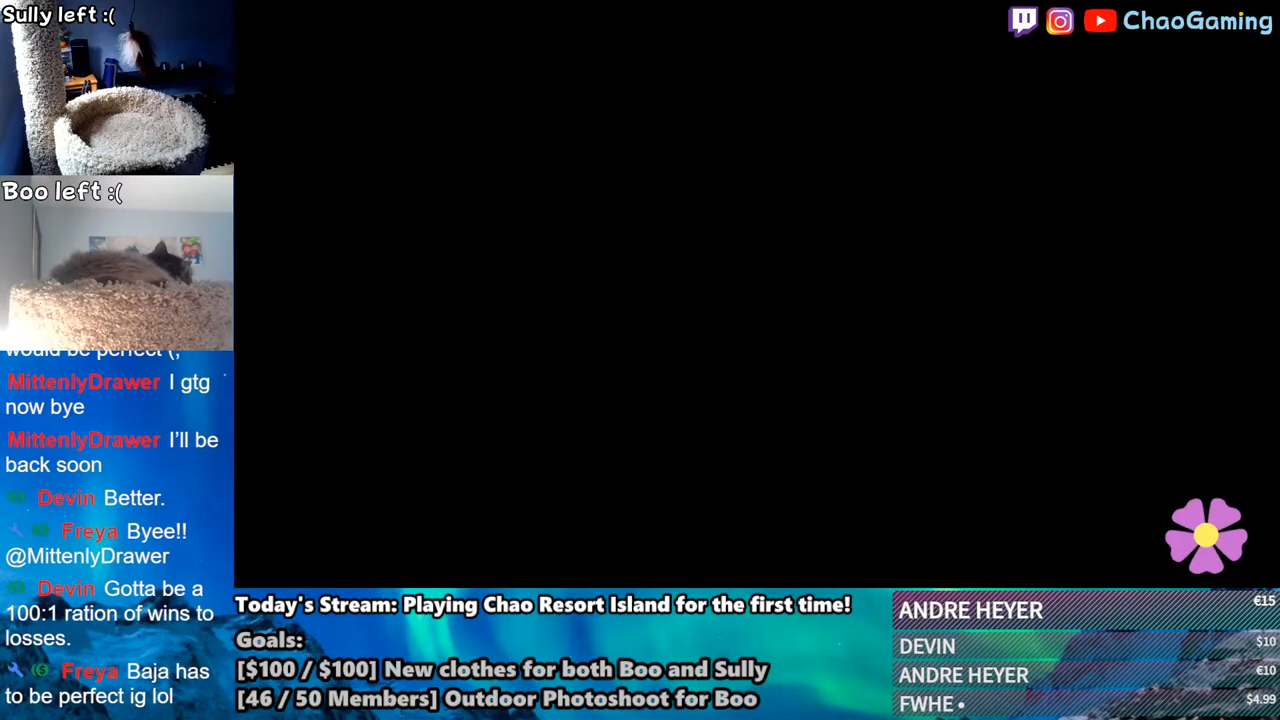 Sully left :(
ChaoGaming
Boo left :(
would be perfect (;
MittenlyDrawer I gtg
now bye
MittenlyDrawer I'll be
back soon
Devin Better.
Freya Byee!!
@MittenlyDrawer
Devin Gotta be a
100:1 ration of wins to
losses.
Freya Baja has
to be perfect ig lol
Today's Stream: Playing Chao Resort Island for the first time!
Goals:
[$100 / $100] New clothes for both Boo and Sully
[46 / 50 Members] Outdoor Photoshoot for Boo
ANDRE HEYER €15
DEVIN $10
ANDRE HEYER €10
FWHE • $4.99